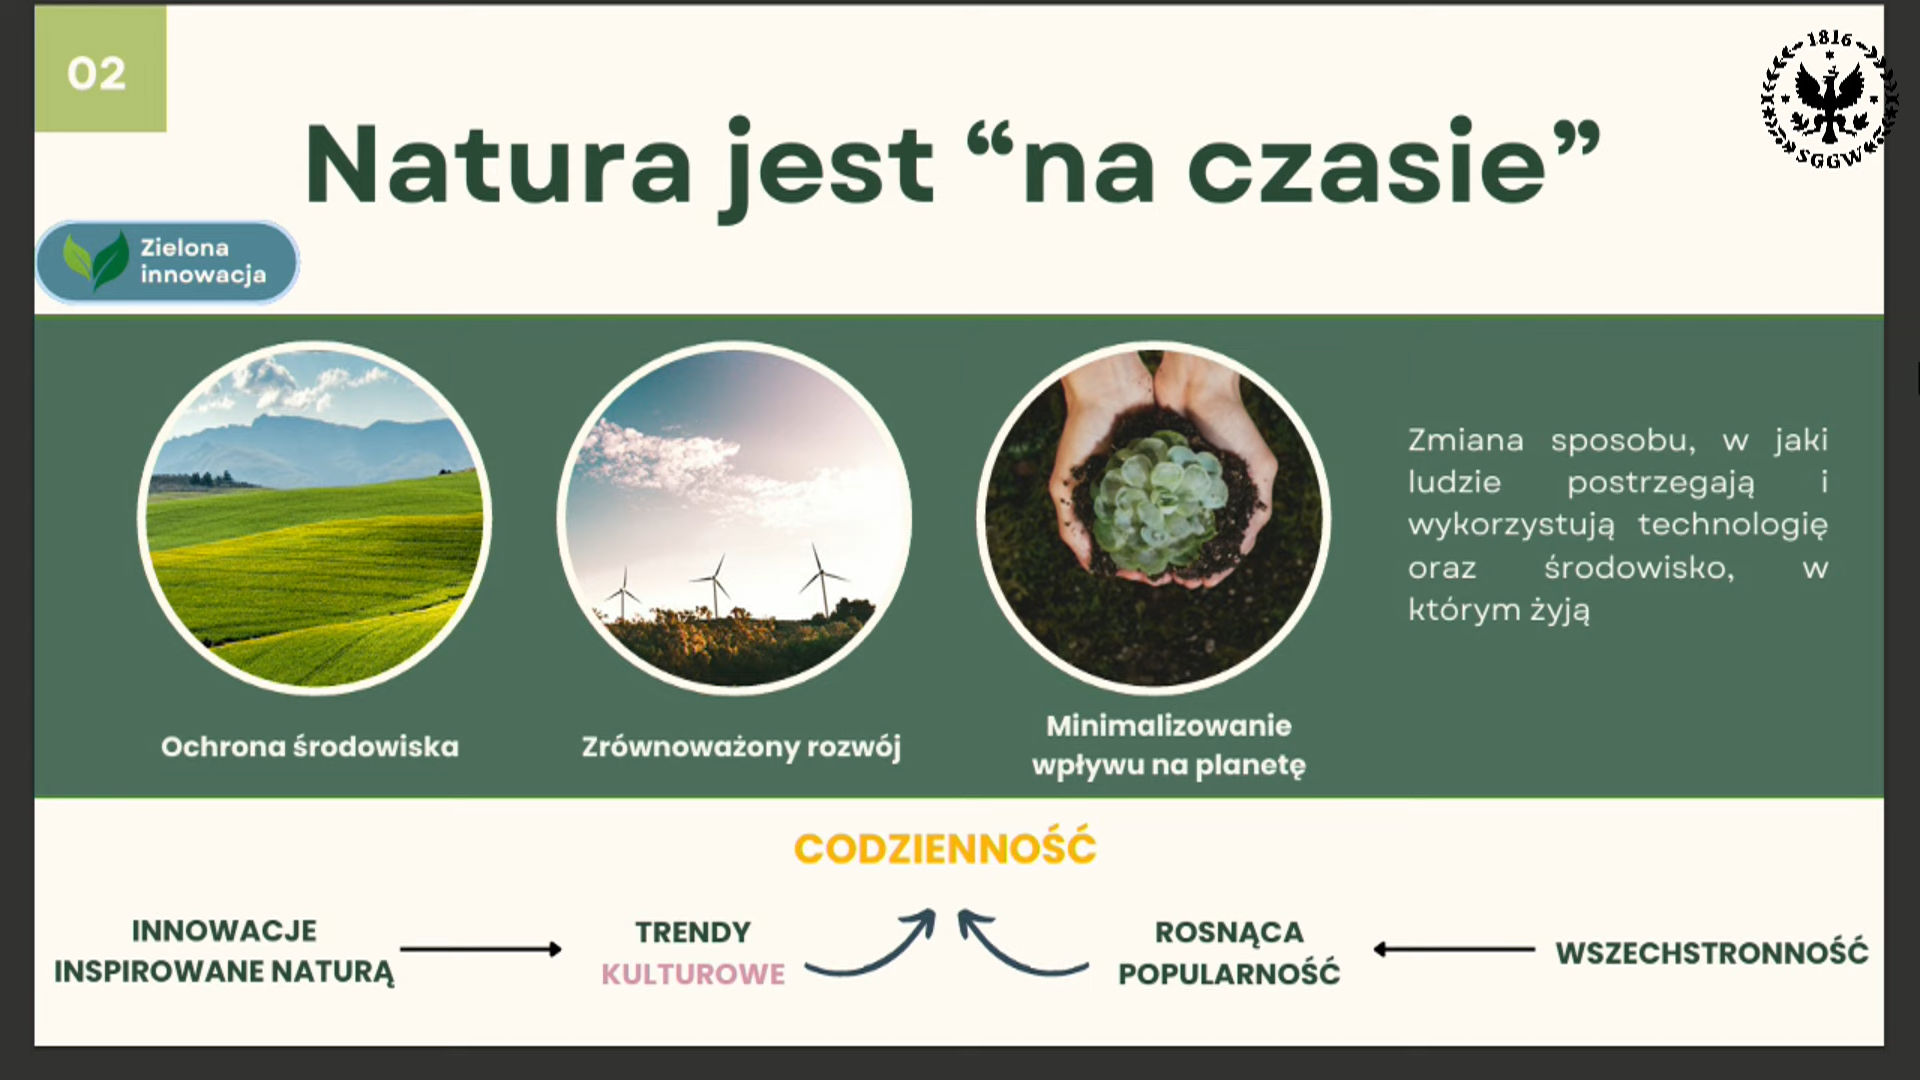 02
1816
SGGW
Natura jest “na czasie”
Zielona
innowacja
Zmiana sposobu, w jaki
ludzie postrzegają i
wykorzystują technologię
oraz środowisko, w
którym żyją
Ochrona środowiska
Zrównoważony rozwój
Minimalizowanie
wpływu na planetę
CODZIENNOŚĆ
INNOWACJE
INSPIROWANE NATURĄ
TRENDY
KULTUROWE
ROSNĄCA
POPULARNOŚĆ
WSZECHSTRONNOŚĆ